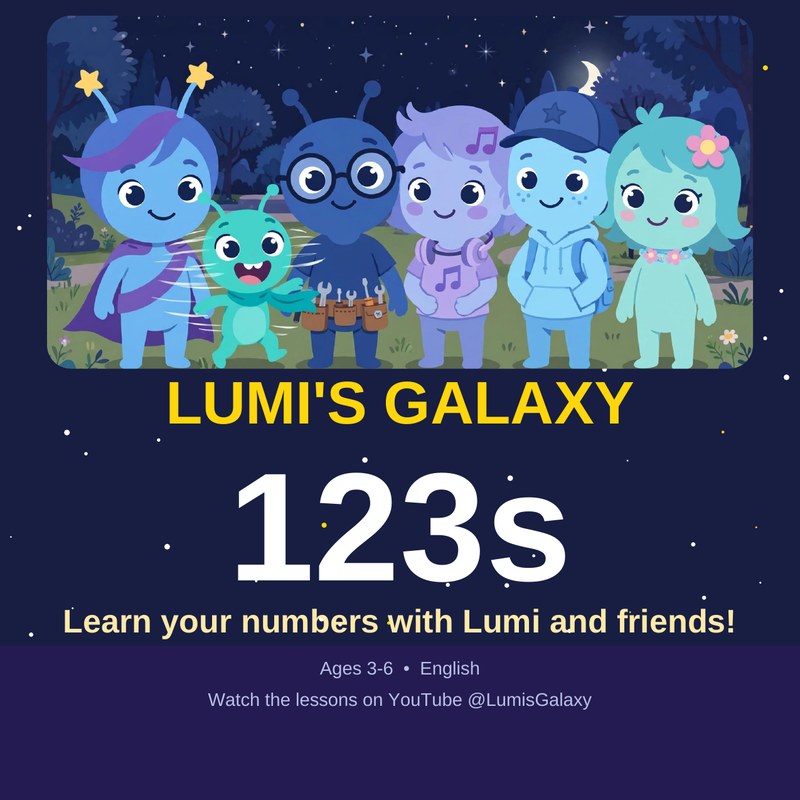 LUMI'S GALAXY
123s
Learn your numbers with Lumi and friends!
Ages 3-6 • English
Watch the lessons on YouTube @LumisGalaxy